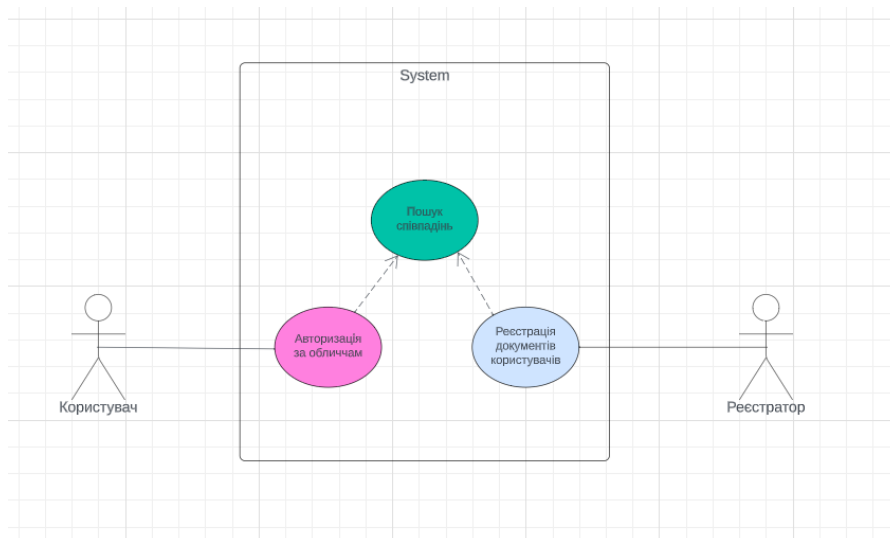 System
Пошук
співпадінь
Авторизація
за обличчам
Реєстрація
документів
користувачів
Користувач
Реєстратор